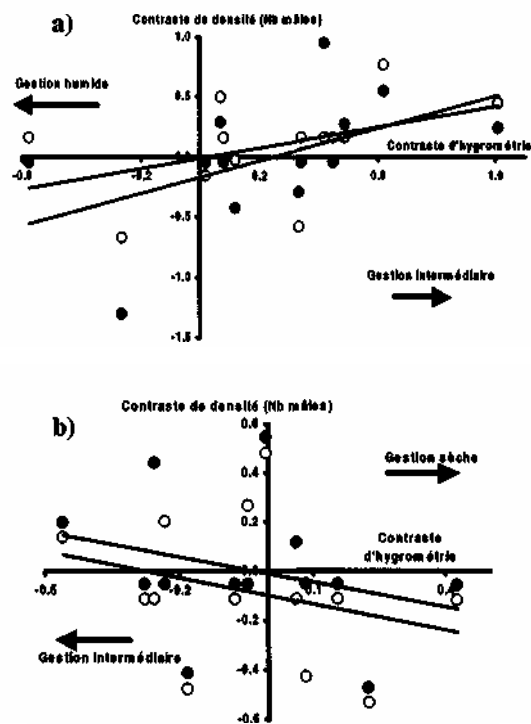 a)
Contraste de densité (Nb mâles)
1.0
Gestion humide
0.5
0.0
Contraste d'hygrométrie
-0.2
0.2
1.0
-0.5
-1.0
Gestion intermédiaire
-1.5
Contraste de densité (Nb mâles)
b)
0.6
Gestion sèche
0.4
0.2
Contraste
d'hygrométrie
0.0
-0.2
0.1
-0.2
Gestion intermédiaire
-0.4
-0.6